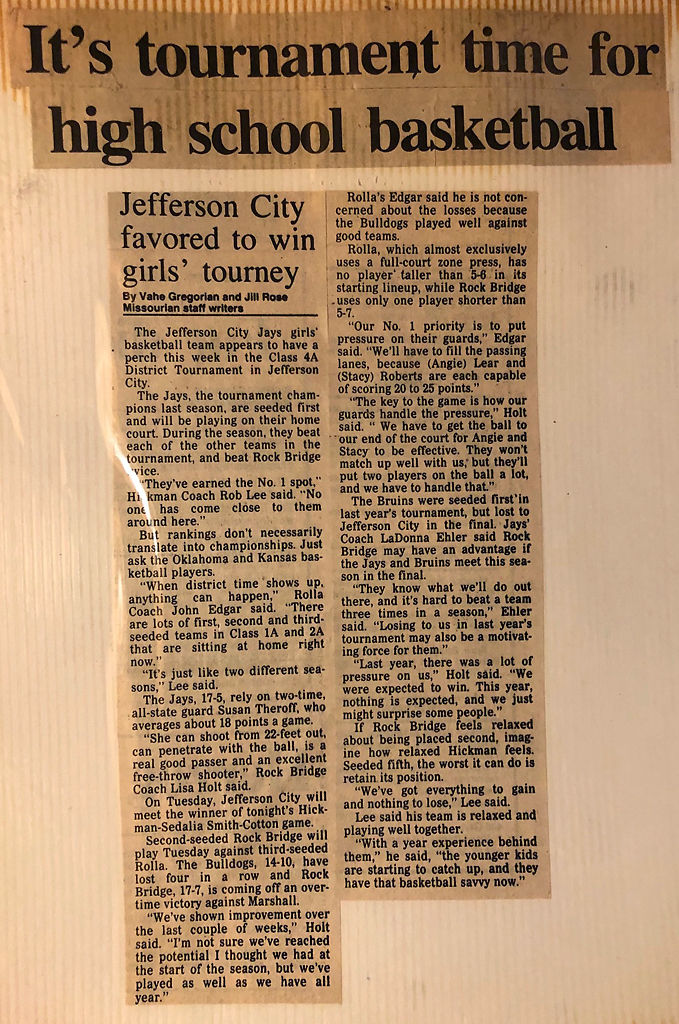 It's tournament time for
high school basketball
Jefferson City
favored to win
girls' tourney
By Vahe Gregorian and Jill Rose
Missourian staff writers
The Jefferson City Jays girls'
basketball team appears to have a
perch this week in the Class 4A
District Tournament in Jefferson
City.
The Jays, the tournament cham-
pions last season, are seeded first
and will be playing on their home
court. During the season, they beat
each of the other teams in the
tournament, and beat Rock Bridge
wice.
"They've earned the No. 1 spot,"
Hickman Coach Rob Lee said. "No
one has come close to them
around here."
But rankings don't necessarily
translate into championships. Just
ask the Oklahoma and Kansas bas-
ketball players.
"When district time shows up,
anything can happen," Rolla
Coach John Edgar said. "There
are lots of first, second and third-
seeded teams in Class 1A and 2A
that are sitting at home right
now."
"It's just like two different sea-
sons," Lee said.
The Jays, 17-5, rely on two-time,
all-state guard Susan Theroff, who
averages about 18 points a game.
"She can shoot from 22-feet out,
can penetrate with the ball, is a
real good passer and an excellent
free-throw shooter," Rock Bridge
Coach Lisa Holt said.
On Tuesday, Jefferson City will
meet the winner of tonight's Hick-
man-Sedalia Smith-Cotton game.
Second-seeded Rock Bridge will
play Tuesday against third-seeded
Rolla. The Bulldogs, 14-10, have
lost four in a row and Rock
Bridge, 17-7, is coming off an over-
time victory against Marshall.
"We've shown improvement over
the last couple of weeks," Holt
said. "I'm not sure we've reached
the potential I thought we had at
the start of the season, but we've
played as well as we have all
year."
Rolla's Edgar said he is not con-
cerned about the losses because
the Bulldogs played well against
good teams.
Rolla, which almost exclusively
uses a full-court zone press, has
no player taller than 5-6 in its
starting lineup, while Rock Bridge
uses only one player shorter than
5-7.
"Our No. 1 priority is to put
pressure on their guards," Edgar
said. "We'll have to fill the passing
lanes, because (Angie) Lear and
(Stacy) Roberts are each capable
of scoring 20 to 25 points."
"The key to the game is how our
guards handle the pressure," Holt
said. " We have to get the ball to
our end of the court for Angie and
Stacy to be effective. They won't
match up well with us, but they'll
put two players on the ball a lot,
and we have to handle that."
The Bruins were seeded first in
last year's tournament, but lost to
Jefferson City in the final. Jays'
Coach LaDonna Ehler said Rock
Bridge may have an advantage if
the Jays and Bruins meet this sea-
son in the final.
"They know what we'll do out
there, and it's hard to beat a team
three times in a season," Ehler
said. "Losing to us in last year's
tournament may also be a motivat-
ing force for them."
"Last year, there was a lot of
pressure on us," Holt said. "We
were expected to win. This year,
nothing is expected, and we just
might surprise some people."
If Rock Bridge feels relaxed
about being placed second, imag-
ine how relaxed Hickman feels.
Seeded fifth, the worst it can do is
retain its position.
"We've got everything to gain
and nothing to lose," Lee said.
Lee said his team is relaxed and
playing well together.
"With a year experience behind
them," he said, "the younger kids
are starting to catch up, and they
have that basketball savvy now."